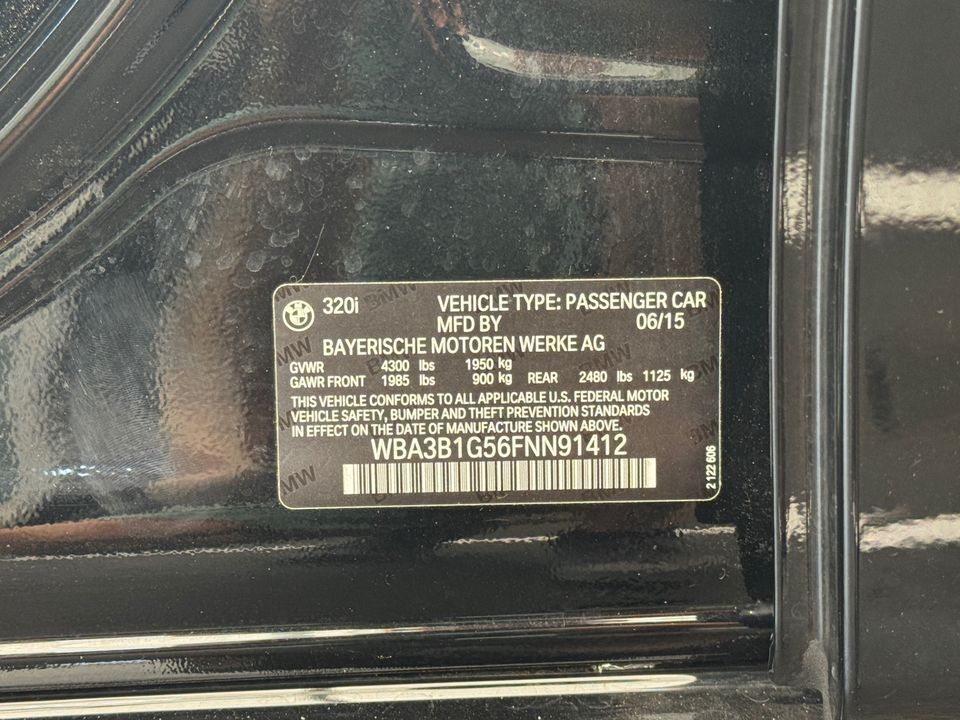 320i VEHICLE TYPE: PASSENGER CAR
MFD BY 06/15
BAYERISCHE MOTOREN WERKE AG
GVWR 4300 lbs 1950 kg
GAWR FRONT 1985 lbs 900 kg REAR 2480 lbs 1125 kg
THIS VEHICLE CONFORMS TO ALL APPLICABLE U.S. FEDERAL MOTOR
VEHICLE SAFETY, BUMPER AND THEFT PREVENTION STANDARDS
IN EFFECT ON THE DATE OF MANUFACTURE SHOWN ABOVE.
WBA3B1G56FNN91412
2 122 606